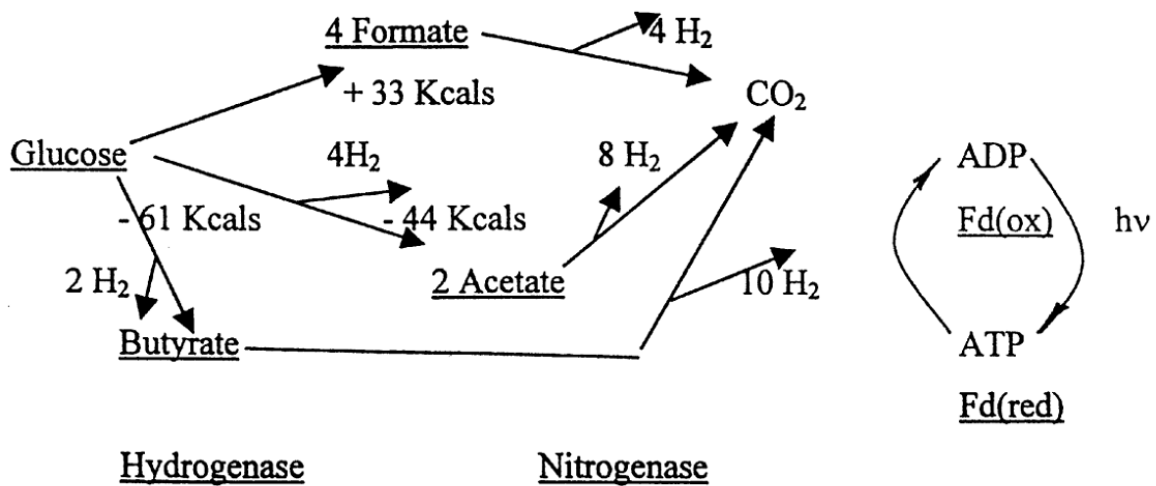 4 Formate
4 H₂
+ 33 Kcals
CO₂
Glucose
4H₂
8 H₂
ADP
- 61 Kcals
- 44 Kcals
Fd(ox)
hν
2 H₂
2 Acetate
10 H₂
Butyrate
ATP
Fd(red)
Hydrogenase
Nitrogenase